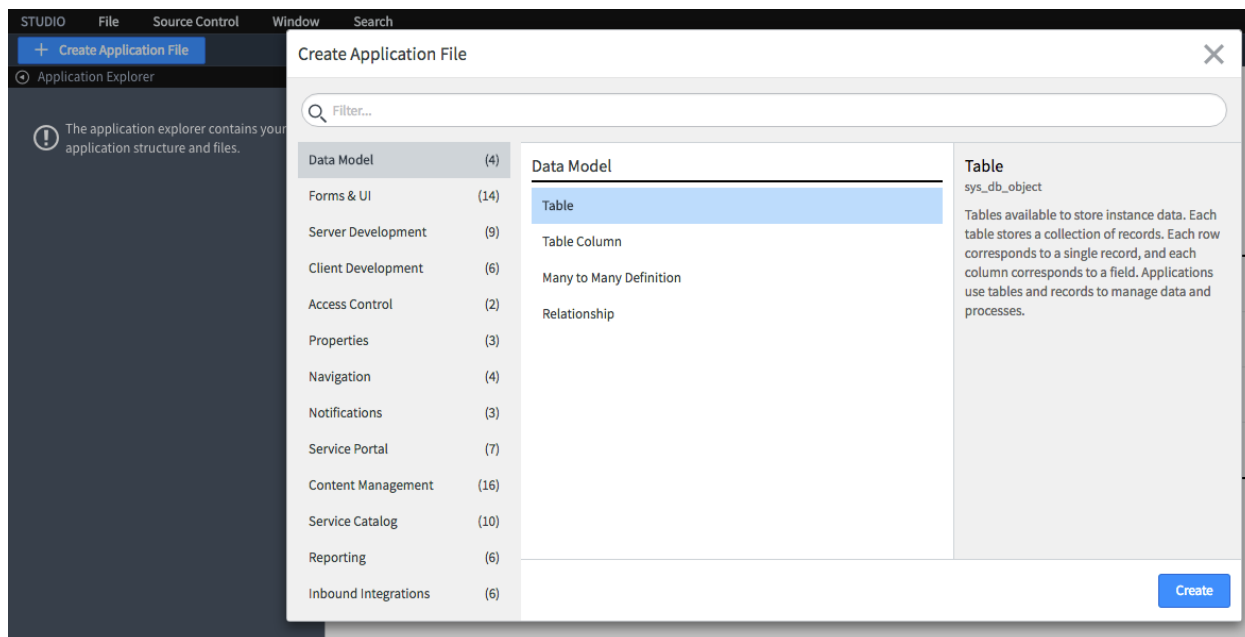 STUDIO File Source Control Window Search
+ Create Application File
Application Explorer
The application explorer contains your
application structure and files.
Create Application File
Filter...
Data Model (4)
Forms & UI (14)
Server Development (9)
Client Development (6)
Access Control (2)
Properties (3)
Navigation (4)
Notifications (3)
Service Portal (7)
Content Management (16)
Service Catalog (10)
Reporting (6)
Inbound Integrations (6)
Data Model
Table
Table Column
Many to Many Definition
Relationship
Table
sys_db_object
Tables available to store instance data. Each
table stores a collection of records. Each row
corresponds to a single record, and each
column corresponds to a field. Applications
use tables and records to manage data and
processes.
Create